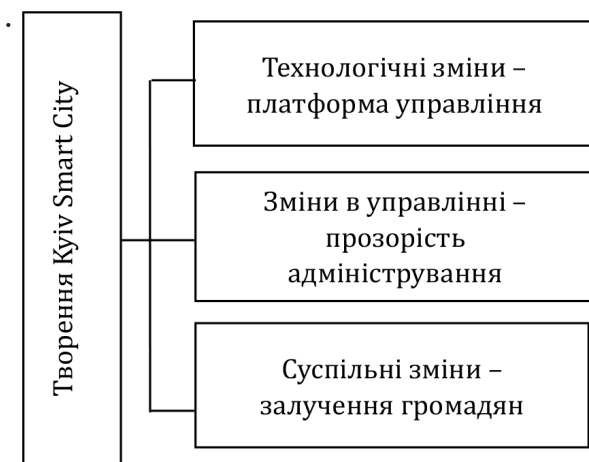 Творення Kyiv Smart City
Технологічні зміни –
платформа управління
Зміни в управлінні –
прозорість
адміністрування
Суспільні зміни –
залучення громадян